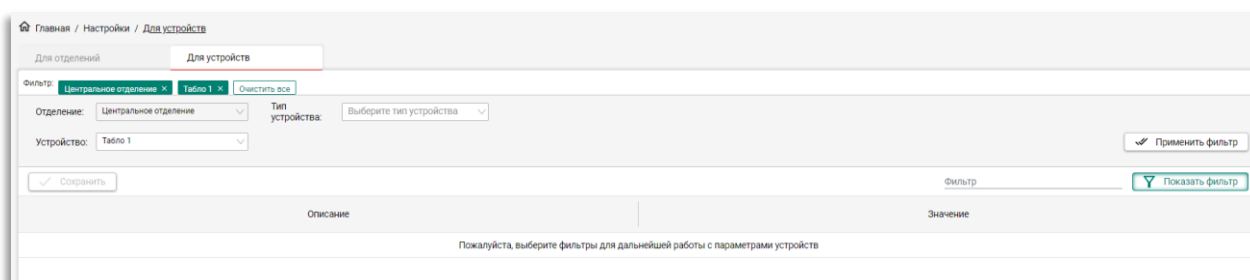 Главная / Настройки / Для устройств
Для отделений Для устройств
Фильтр: Центральное отделение × Табло 1 × Очистить все
Отделение: Центральное отделение Тип устройства: Выберите тип устройства
Устройство: Табло 1 Применить фильтр
Сохранить Фильтр Показать фильтр
Описание Значение
Пожалуйста, выберите фильтры для дальнейшей работы с параметрами устройств